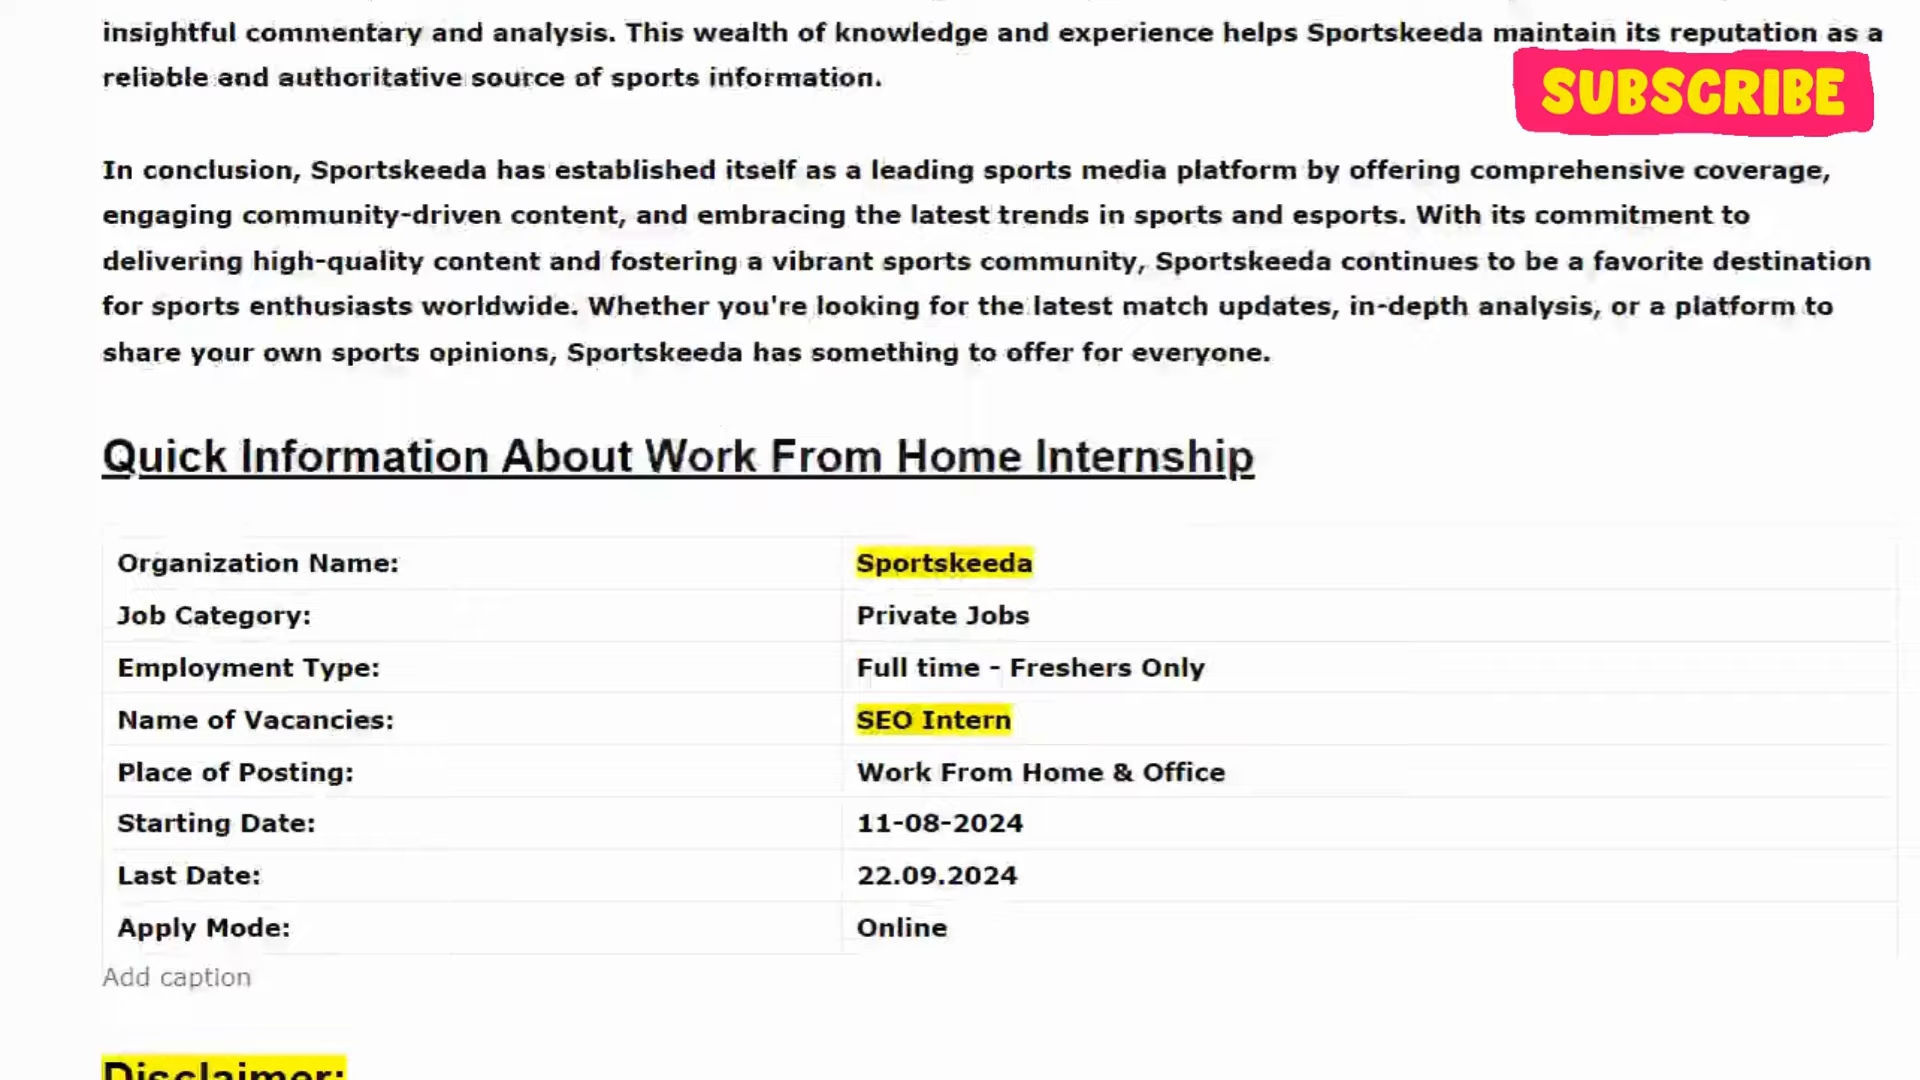 insightful commentary and analysis. This wealth of knowledge and experience helps Sportskeeda maintain its reputation as a
reliable and authoritative source of sports information.
SUBSCRIBE
In conclusion, Sportskeeda has established itself as a leading sports media platform by offering comprehensive coverage,
engaging community-driven content, and embracing the latest trends in sports and esports. With its commitment to
delivering high-quality content and fostering a vibrant sports community, Sportskeeda continues to be a favorite destination
for sports enthusiasts worldwide. Whether you're looking for the latest match updates, in-depth analysis, or a platform to
share your own sports opinions, Sportskeeda has something to offer for everyone.
Quick Information About Work From Home Internship
Organization Name: Sportskeeda
Job Category: Private Jobs
Employment Type: Full time - Freshers Only
Name of Vacancies: SEO Intern
Place of Posting: Work From Home & Office
Starting Date: 11-08-2024
Last Date: 22.09.2024
Apply Mode: Online
Add caption
Disclaimer: